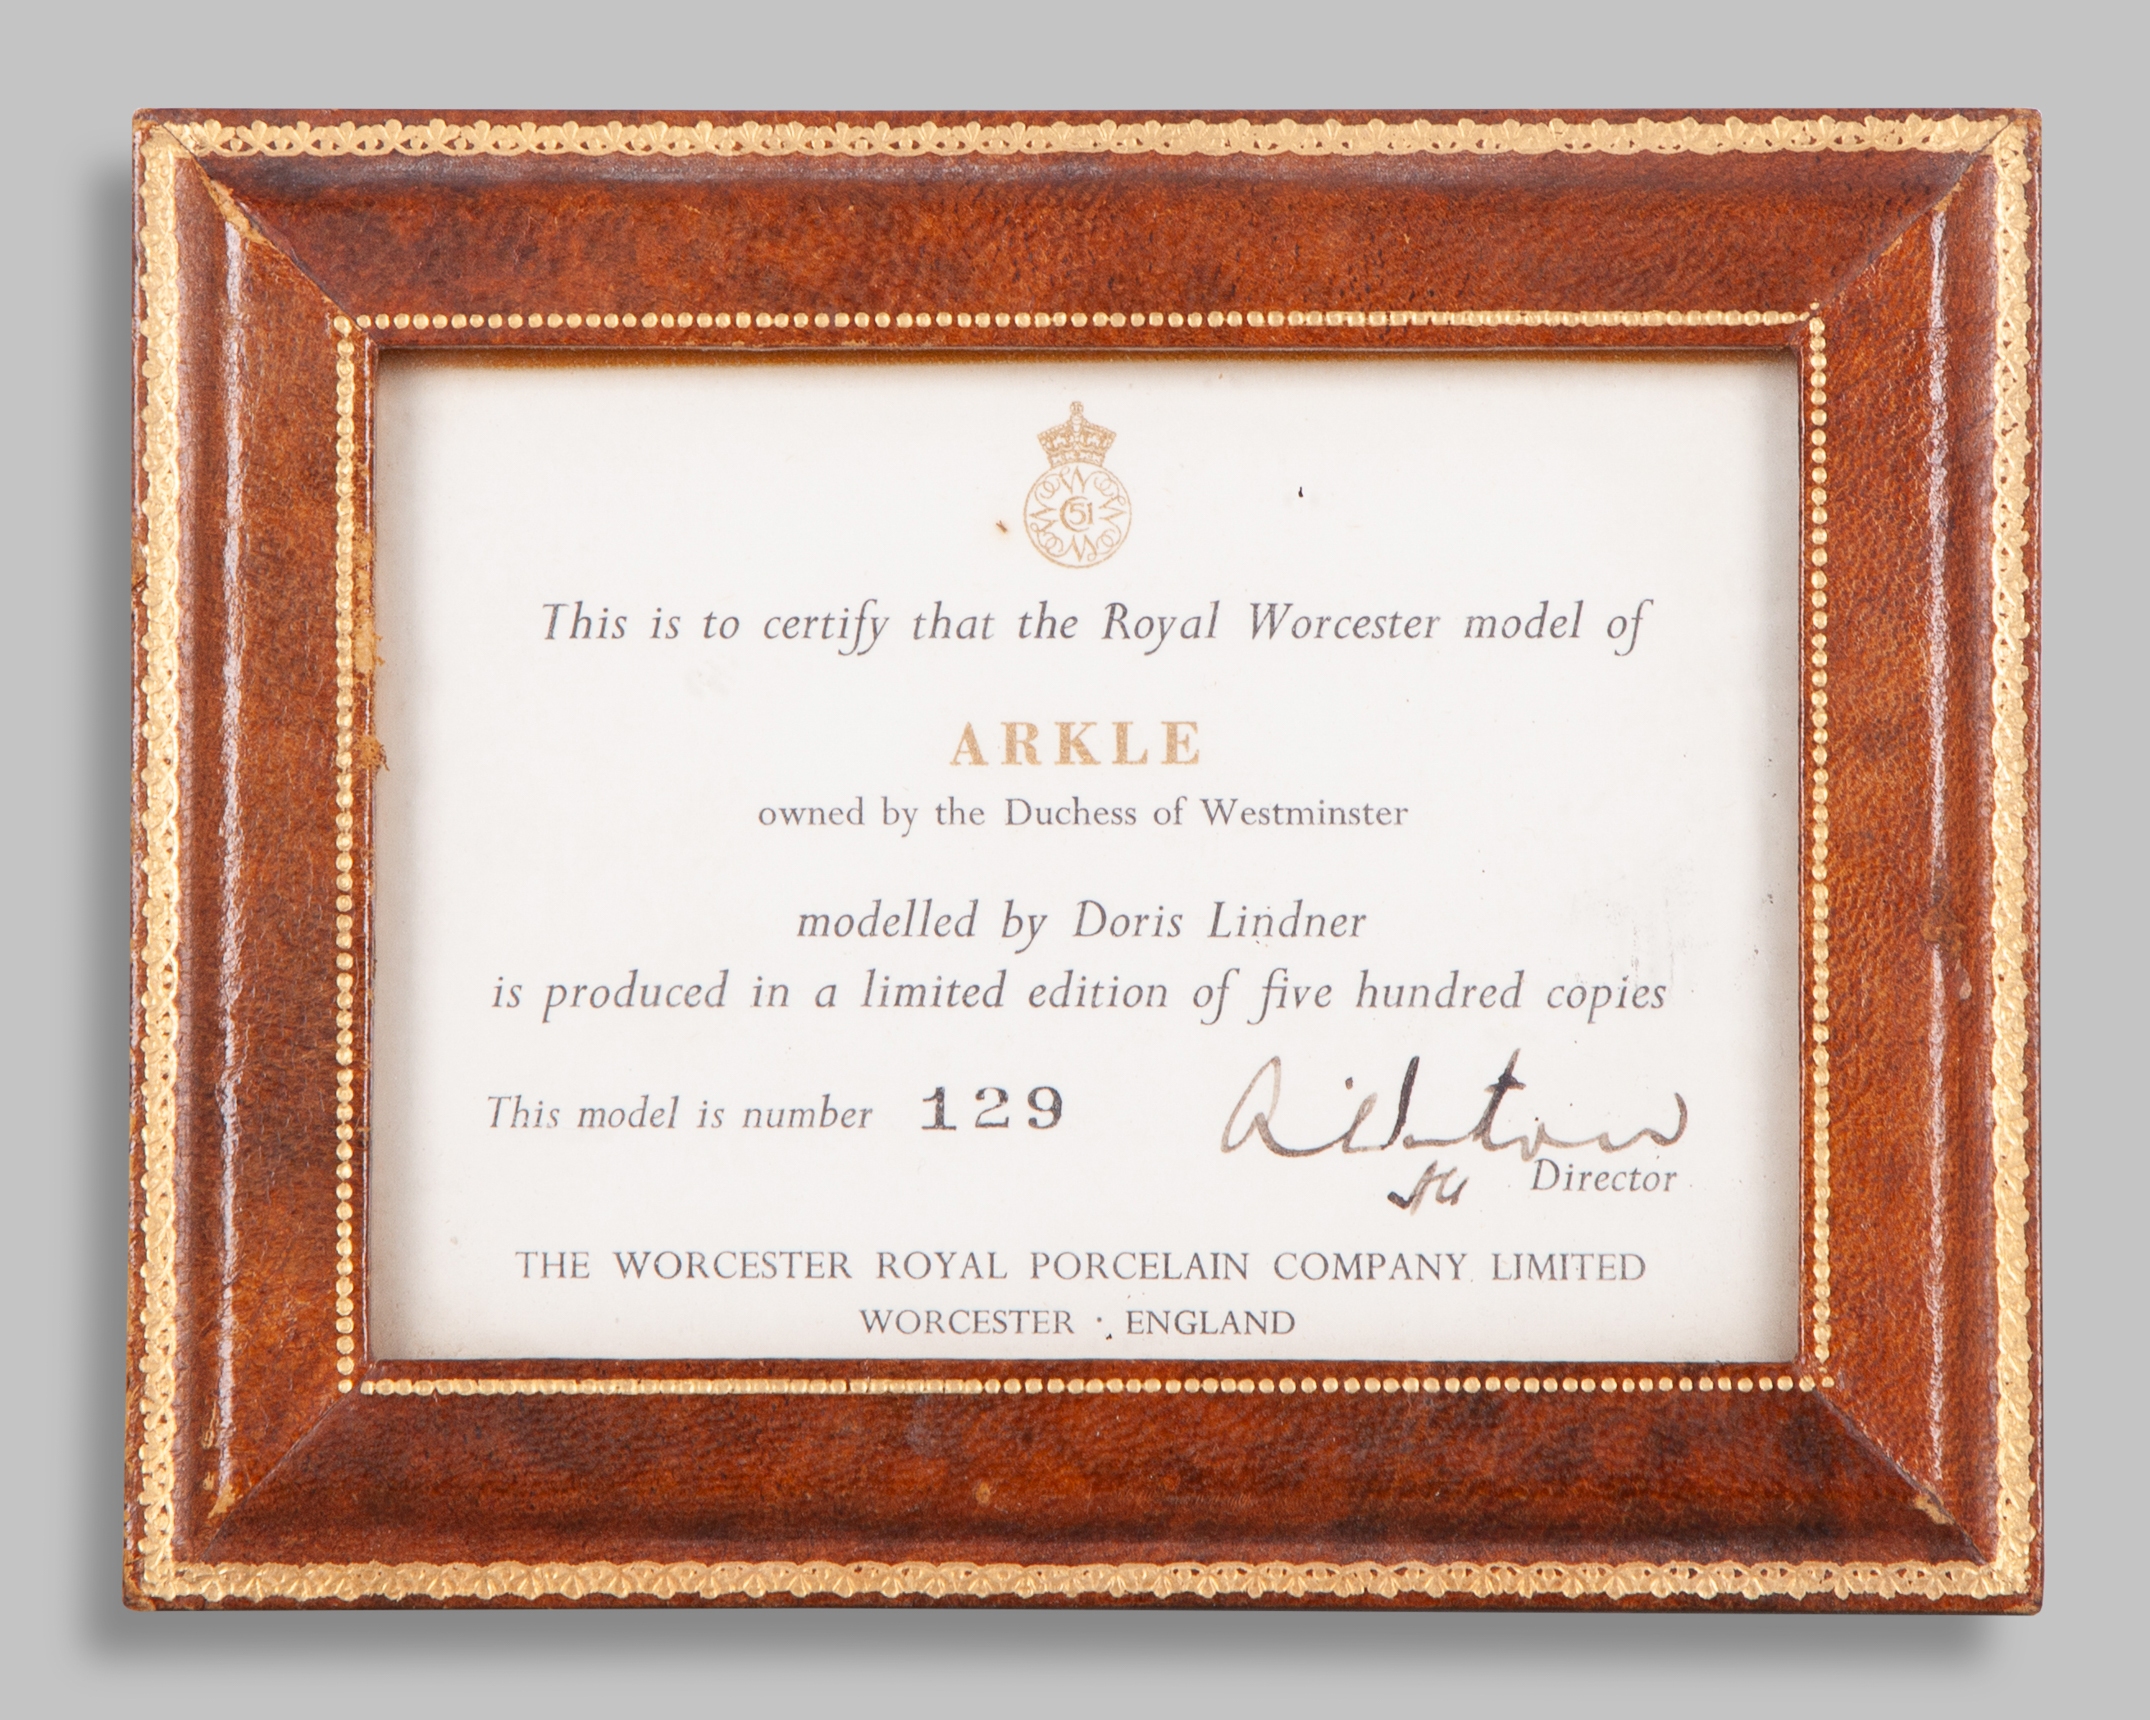 C51
This is to certify that the Royal Worcester model of
ARKLE
owned by the Duchess of Westminster
modelled by Doris Lindner
is produced in a limited edition of five hundred copies
This model is number 129
Director
THE WORCESTER ROYAL PORCELAIN COMPANY LIMITED
WORCESTER · ENGLAND